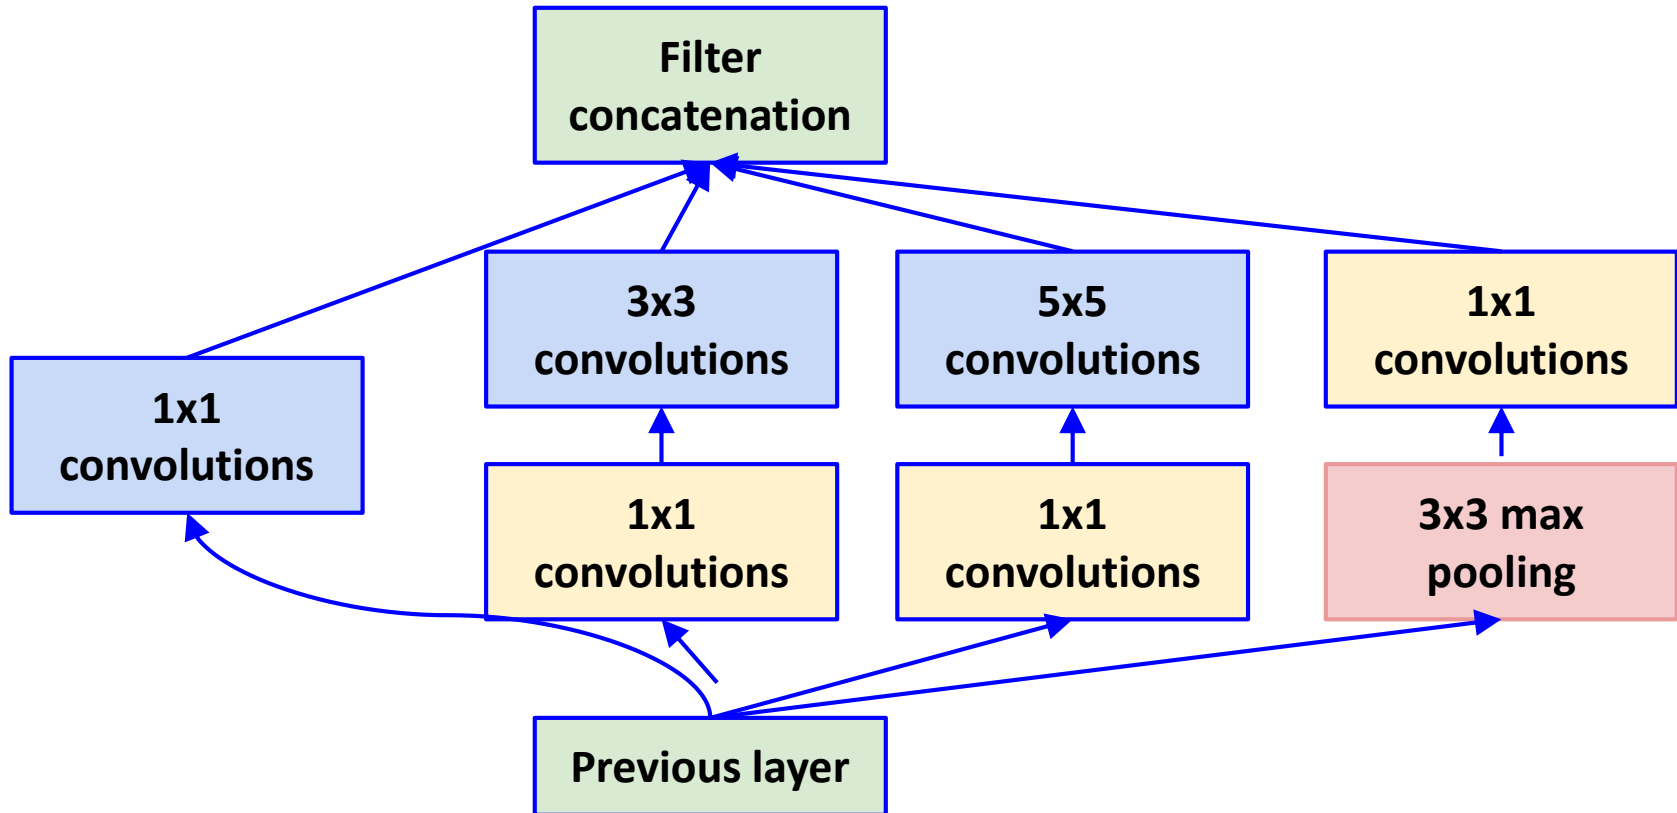 Filter
concatenation
3x3
convolutions
5x5
convolutions
1x1
convolutions
1x1
convolutions
1x1
convolutions
1x1
convolutions
3x3 max
pooling
Previous layer